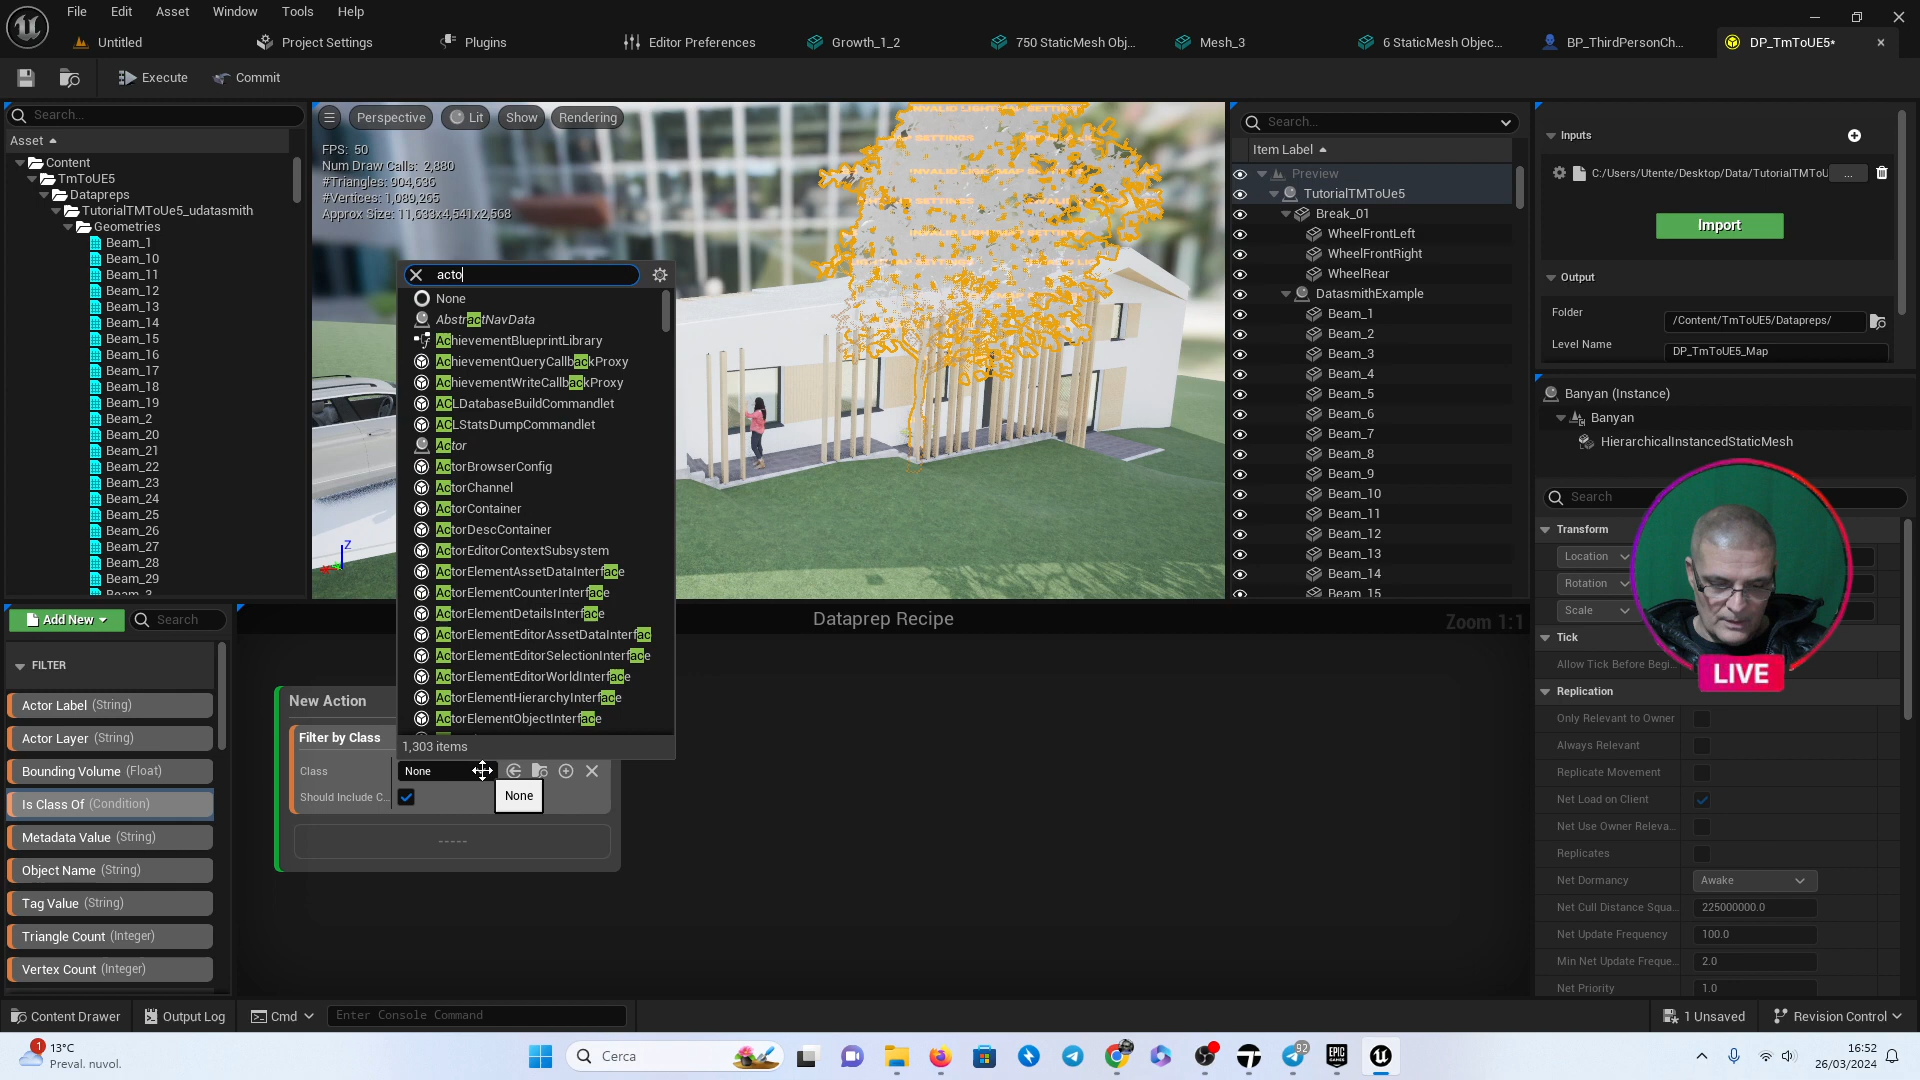 File Edit Asset Window Tools Help
Untitled Project Settings Plugins Editor Preferences Growth_1_2 750 StaticMesh Obj... Mesh_3 6 StaticMesh Objec... BP_ThirdPersonCh... DP_TmToUE5*
Execute Commit
Search...
Asset
Content
TmToUE5
Datapreps
TutorialTMToUe5_udatasmith
Geometries
Beam_1
Beam_10
Beam_11
Beam_12
Beam_13
Beam_14
Beam_15
Beam_16
Beam_17
Beam_18
Beam_19
Beam_2
Beam_20
Beam_21
Beam_22
Beam_23
Beam_24
Beam_25
Beam_26
Beam_27
Beam_28
Beam_29
Perspective Lit Show Rendering
FPS: 50
Num Draw Calls: 2,880
#Triangles: 904,636
#Vertices: 1,089,265
Approx Size: 11,633x4,541x2,568
Z
acto
None
AbstractNavData
AchievementBlueprintLibrary
AchievementQueryCallbackProxy
AchievementWriteCallbackProxy
ACLDatabaseBuildCommandlet
ACLStatsDumpCommandlet
Actor
ActorBrowserConfig
ActorChannel
ActorContainer
ActorDescContainer
ActorEditorContextSubsystem
ActorElementAssetDataInterface
ActorElementCounterInterface
ActorElementDetailsInterface
ActorElementEditorAssetDataInterfac
ActorElementEditorSelectionInterface
ActorElementEditorWorldInterface
ActorElementHierarchyInterface
ActorElementObjectInterface
1,303 items
Search...
Item Label
Preview
TutorialTMToUe5
Break_01
WheelFrontLeft
WheelFrontRight
WheelRear
DatasmithExample
Beam_1
Beam_2
Beam_3
Beam_4
Beam_5
Beam_6
Beam_7
Beam_8
Beam_9
Beam_10
Beam_11
Beam_12
Beam_13
Beam_14
Beam_15
Inputs
C:/Users/Utente/Desktop/Data/TutorialTMToU ...
Import
Output
Folder /Content/TmToUE5/Datapreps/
Level Name DP_TmToUE5_Map
Banyan (Instance)
Banyan
HierarchicalInstancedStaticMesh
Search
Transform
Location
Rotation
Scale
Tick
Allow Tick Before Begi...
LIVE
Replication
Only Relevant to Owner
Always Relevant
Replicate Movement
Net Load on Client
Net Use Owner Releva...
Replicates
Net Dormancy Awake
Net Cull Distance Squa... 225000000.0
Net Update Frequency 100.0
Min Net Update Freque... 2.0
Net Priority 1.0
Add New Search
FILTER
Actor Label (String)
Actor Layer (String)
Bounding Volume (Float)
Is Class Of (Condition)
Metadata Value (String)
Object Name (String)
Tag Value (String)
Triangle Count (Integer)
Vertex Count (Integer)
Dataprep Recipe
Zoom 1:1
New Action
Filter by Class
Class None
Should Include C...
None
-----
Content Drawer Output Log Cmd Enter Console Command 1 Unsaved Revision Control
1
13°C
Preval. nuvol.
Cerca
92
16:52
26/03/2024